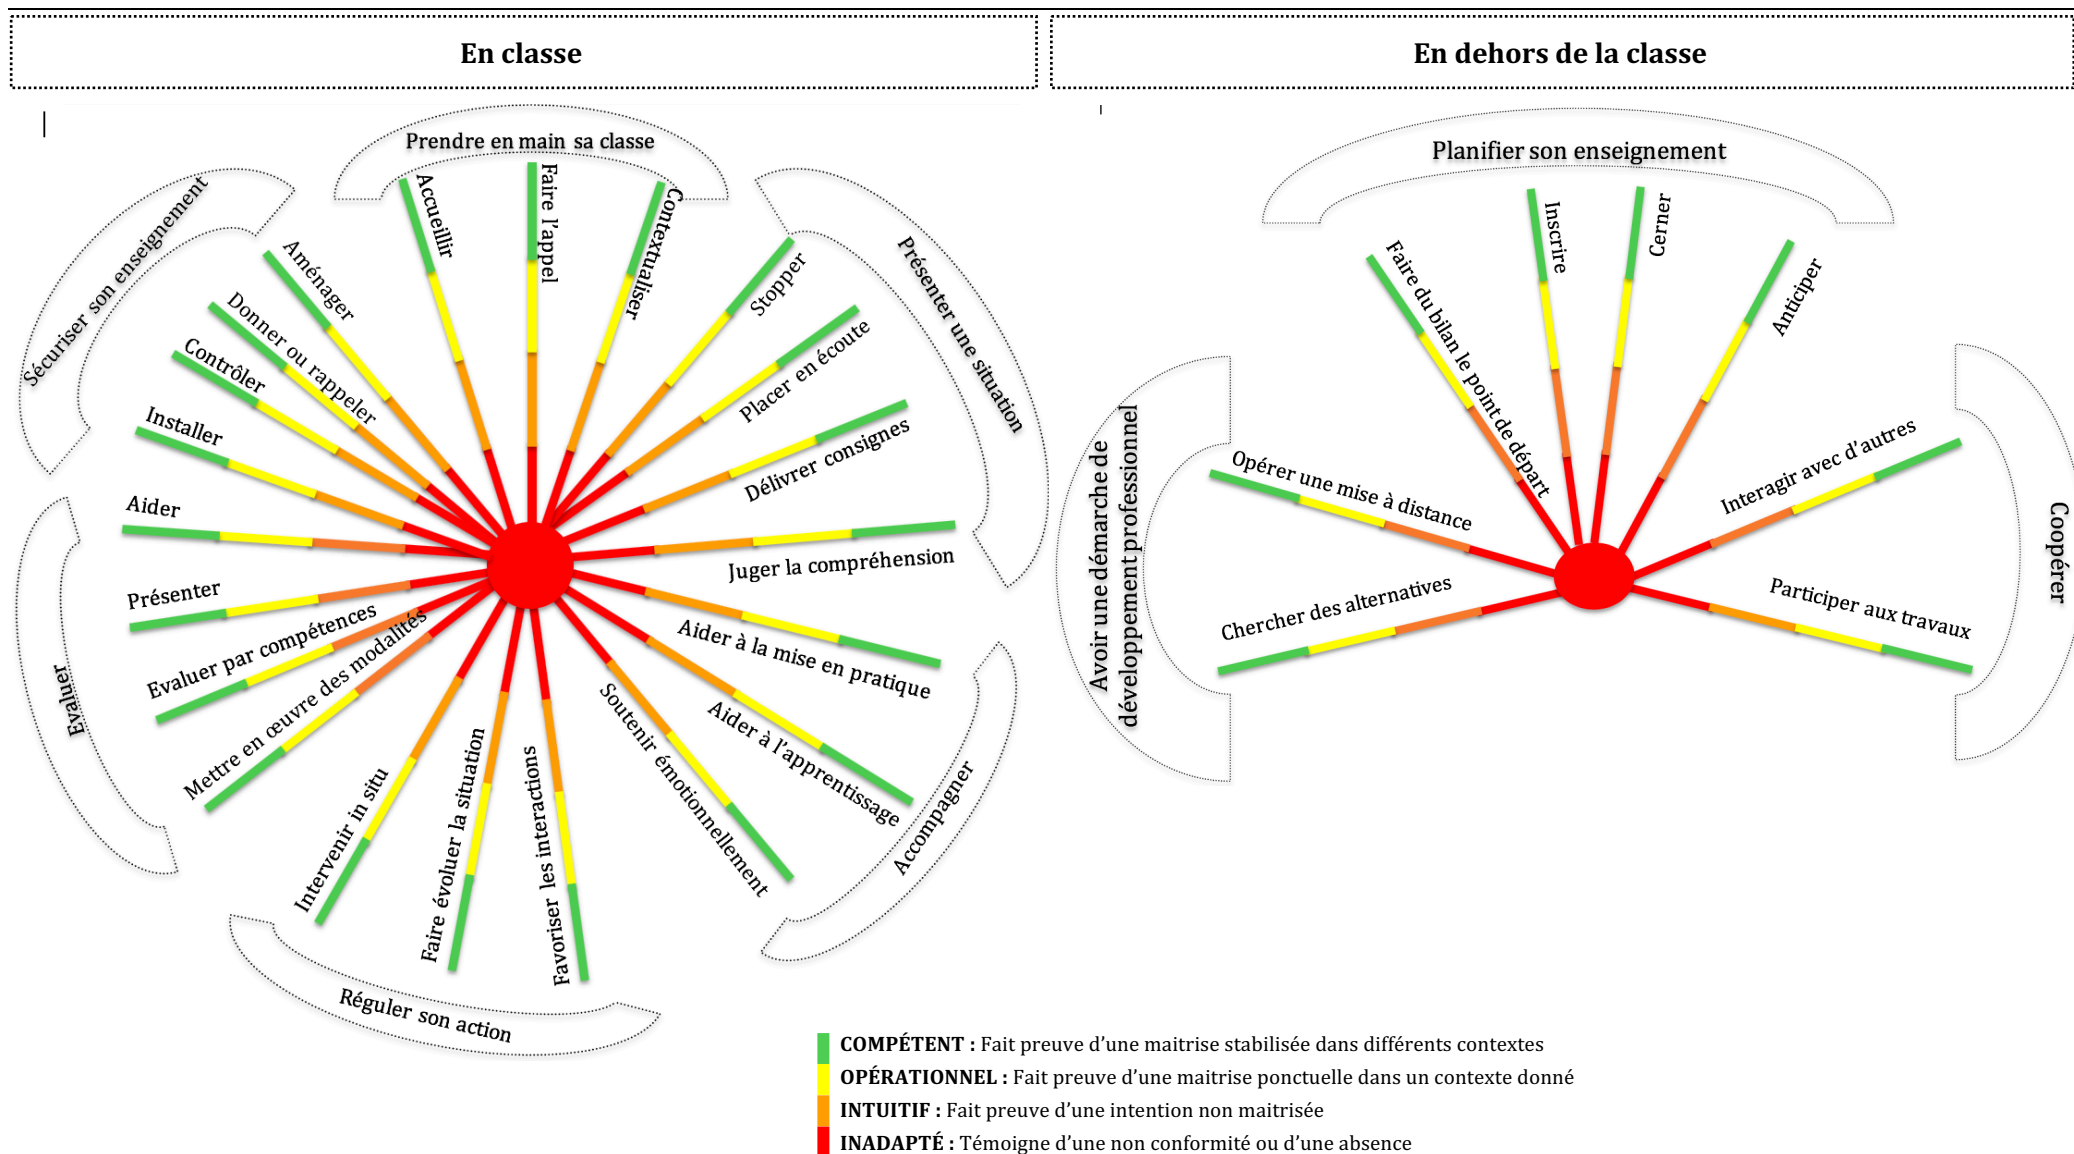 En classe
En dehors de la classe
Prendre en main sa classe
Accueillir
Faire l'appel
Contextualiser
Présenter une situation
Stopper
Placer en écoute
Délivrer consignes
Juger la compréhension
Accompagner
Aider à la mise en pratique
Aider à l'apprentissage
Soutenir émotionnellement
Réguler son action
Favoriser les interactions
Faire évoluer la situation
Intervenir in situ
Evaluer
Mettre en œuvre des modalités
Evaluer par compétences
Présenter
Aider
Sécuriser son enseignement
Installer
Contrôler
Donner ou rappeler
Aménager
Planifier son enseignement
Faire du bilan le point de départ
Inscrire
Cerner
Anticiper
Coopérer
Interagir avec d'autres
Participer aux travaux
Avoir une démarche de
développement professionnel
Opérer une mise à distance
Chercher des alternatives
COMPÉTENT : Fait preuve d'une maitrise stabilisée dans différents contextes
OPÉRATIONNEL : Fait preuve d'une maitrise ponctuelle dans un contexte donné
INTUITIF : Fait preuve d'une intention non maitrisée
INADAPTÉ : Témoigne d'une non conformité ou d'une absence